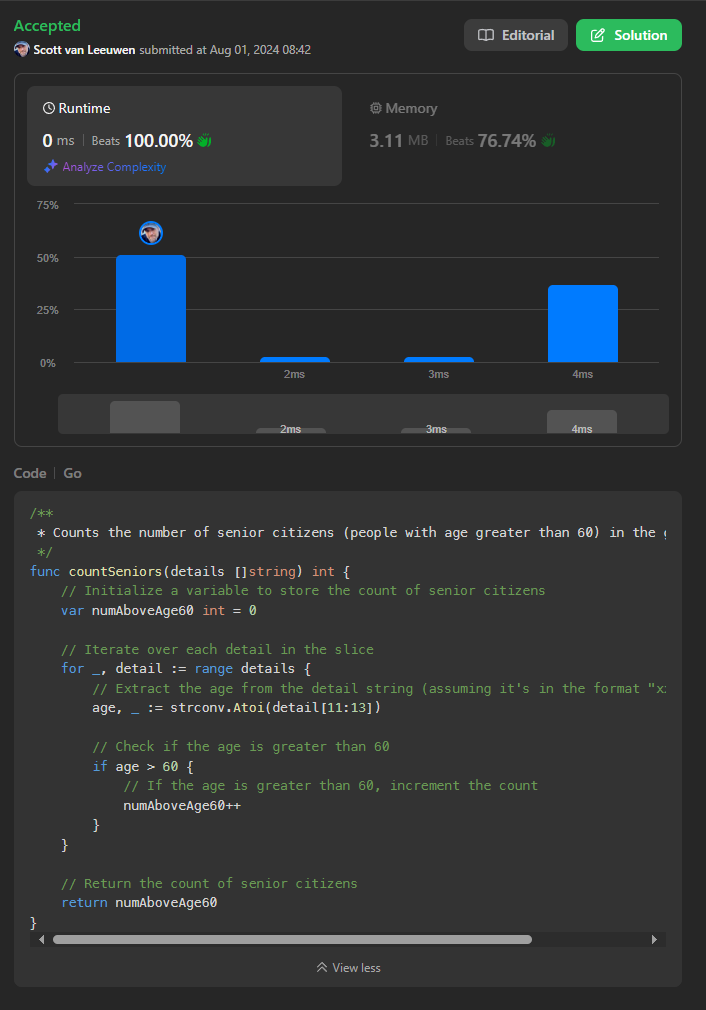 Accepted
Scott van Leeuwen submitted at Aug 01, 2024 08:42
Editorial
Solution
Runtime
0 ms | Beats 100.00%
Analyze Complexity
Memory
3.11 MB | Beats 76.74%
75%
50%
25%
0%
2ms 3ms 4ms
2ms 3ms 4ms
Code | Go
/**
 * Counts the number of senior citizens (people with age greater than 60) in the
 */
func countSeniors(details []string) int {
    // Initialize a variable to store the count of senior citizens
    var numAboveAge60 int = 0

    // Iterate over each detail in the slice
    for _, detail := range details {
        // Extract the age from the detail string (assuming it's in the format "x
        age, _ := strconv.Atoi(detail[11:13])

        // Check if the age is greater than 60
        if age > 60 {
            // If the age is greater than 60, increment the count
            numAboveAge60++
        }
    }

    // Return the count of senior citizens
    return numAboveAge60
}
View less